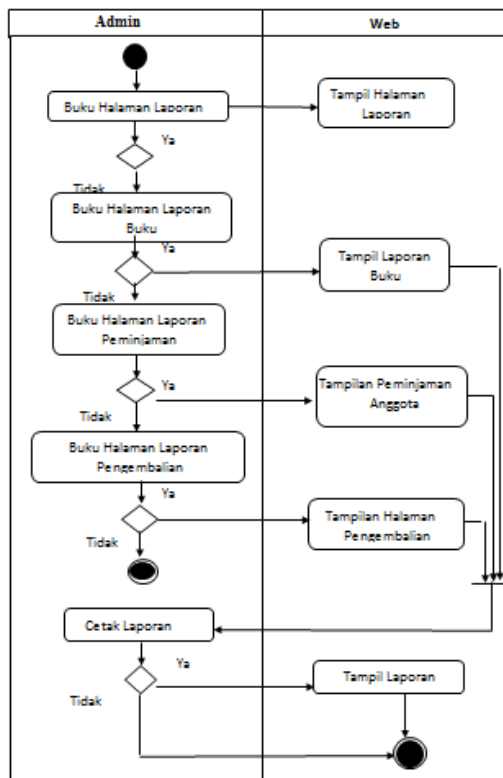 Admin
Web
Buku Halaman Laporan
Tampil Halaman
Laporan
Ya
Tidak
Buku Halaman Laporan
Buku
Ya
Tampil Laporan
Buku
Tidak
Buku Halaman Laporan
Peminjaman
Ya
Tampilan Peminjaman
Anggota
Tidak
Buku Halaman Laporan
Pengembalian
Ya
Tampilan Halaman
Pengembalian
Tidak
Cetak Laporan
Ya
Tampil Laporan
Tidak